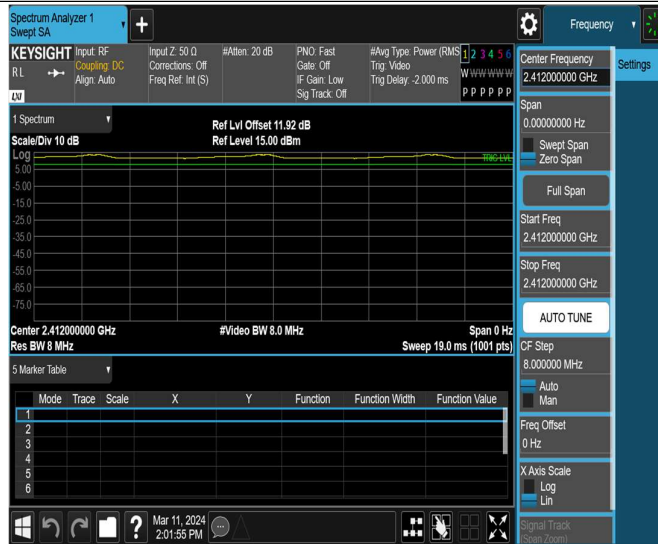 Spectrum Analyzer 1
Swept SA
Frequency
KEYSIGHT
RL
LXI
Input: RF
Coupling: DC
Align: Auto
Input Z: 50 Ω
Corrections: Off
Freq Ref: Int (S)
#Atten: 20 dB
PNO: Fast
Gate: Off
IF Gain: Low
Sig Track: Off
#Avg Type: Power (RMS
Trig: Video
Trig Delay: -2.000 ms
1 2 3 4 5 6
W W W W W W
P P P P P P
1 Spectrum
Scale/Div 10 dB
Ref Lvl Offset 11.92 dB
Ref Level 15.00 dBm
Log
TRIG LVL
5.00
-5.00
-15.0
-25.0
-35.0
-45.0
-55.0
-65.0
-75.0
Center 2.412000000 GHz
#Video BW 8.0 MHz
Span 0 Hz
Res BW 8 MHz
Sweep 19.0 ms (1001 pts)
5 Marker Table
Mode Trace Scale X Y Function Function Width Function Value
1
2
3
4
5
6
Mar 11, 2024
2:01:55 PM
Center Frequency
2.412000000 GHz
Settings
Span
0.00000000 Hz
Swept Span
Zero Span
Full Span
Start Freq
2.412000000 GHz
Stop Freq
2.412000000 GHz
AUTO TUNE
CF Step
8.000000 MHz
Auto
Man
Freq Offset
0 Hz
X Axis Scale
Log
Lin
Signal Track
(Span Zoom)